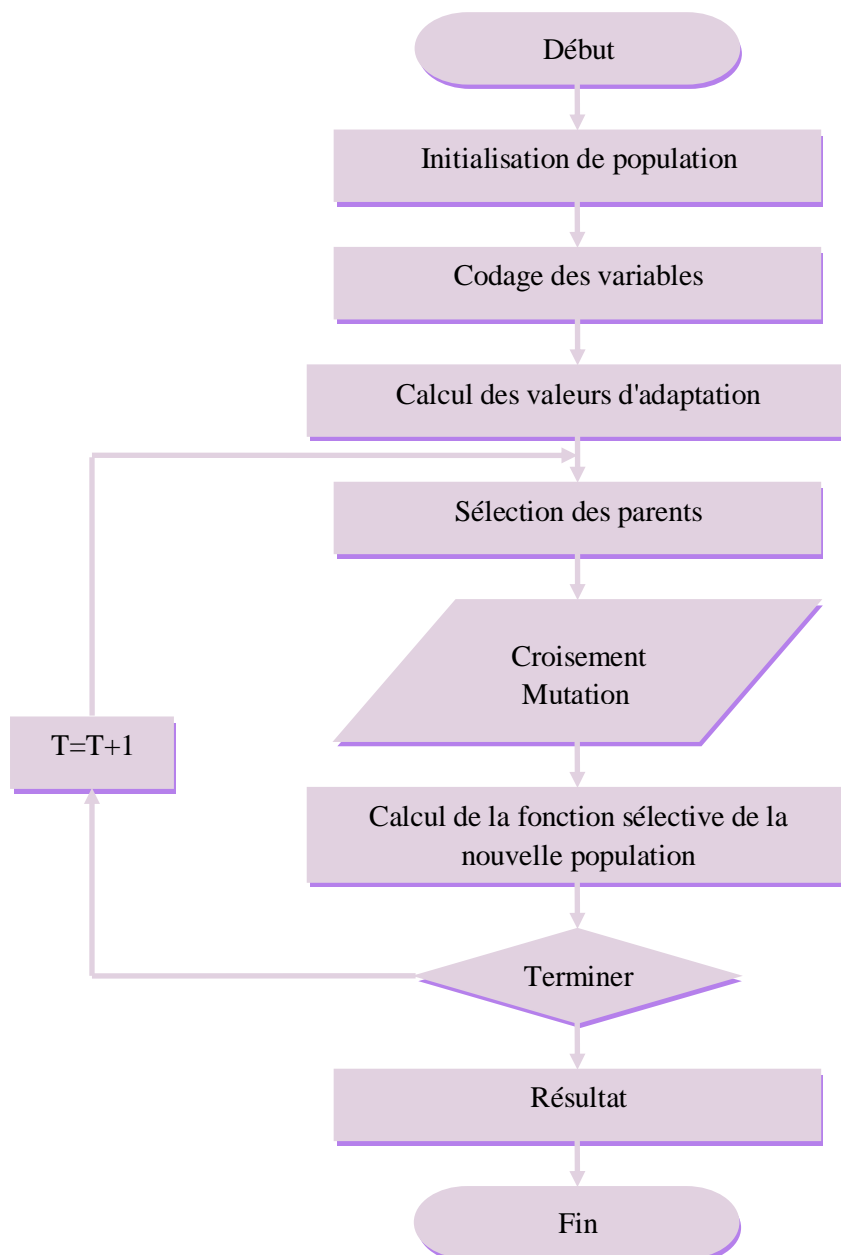 Début
Initialisation de population
Codage des variables
Calcul des valeurs d'adaptation
Sélection des parents
Croisement
Mutation
T=T+1
Calcul de la fonction sélective de la
nouvelle population
Terminer
Résultat
Fin